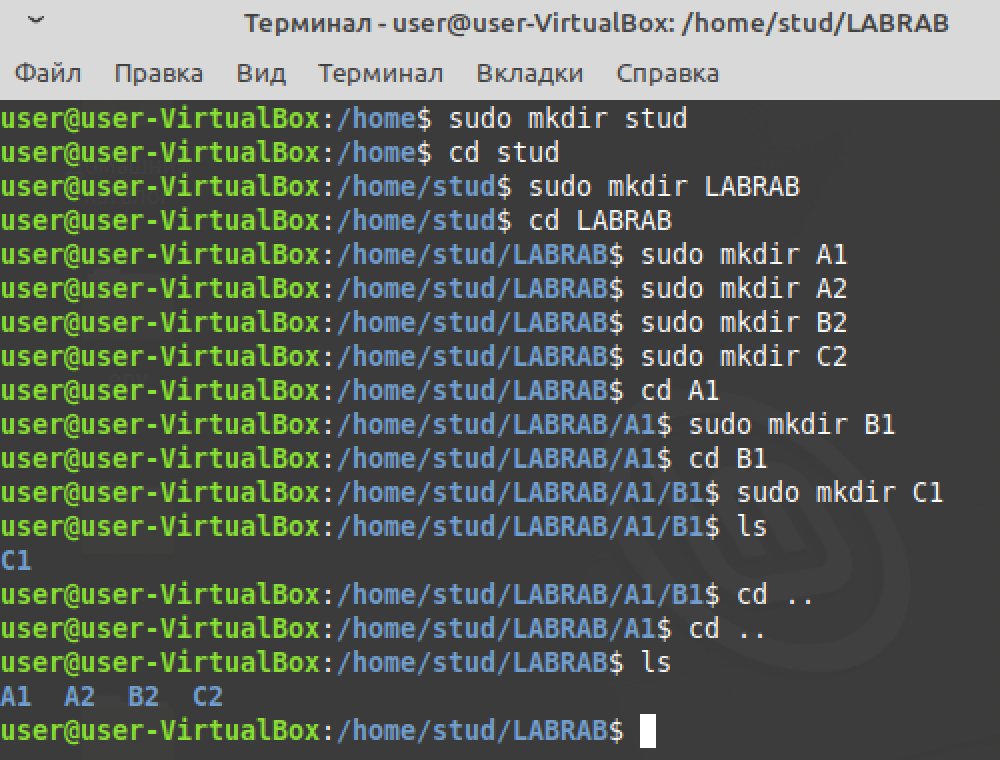 Терминал - user@user-VirtualBox: /home/stud/LABRAB
Файл Правка Вид Терминал Вкладки Справка
user@user-VirtualBox:/home$ sudo mkdir stud
user@user-VirtualBox:/home$ cd stud
user@user-VirtualBox:/home/stud$ sudo mkdir LABRAB
user@user-VirtualBox:/home/stud$ cd LABRAB
user@user-VirtualBox:/home/stud/LABRAB$ sudo mkdir A1
user@user-VirtualBox:/home/stud/LABRAB$ sudo mkdir A2
user@user-VirtualBox:/home/stud/LABRAB$ sudo mkdir B2
user@user-VirtualBox:/home/stud/LABRAB$ sudo mkdir C2
user@user-VirtualBox:/home/stud/LABRAB$ cd A1
user@user-VirtualBox:/home/stud/LABRAB/A1$ sudo mkdir B1
user@user-VirtualBox:/home/stud/LABRAB/A1$ cd B1
user@user-VirtualBox:/home/stud/LABRAB/A1/B1$ sudo mkdir C1
user@user-VirtualBox:/home/stud/LABRAB/A1/B1$ ls
C1
user@user-VirtualBox:/home/stud/LABRAB/A1/B1$ cd ..
user@user-VirtualBox:/home/stud/LABRAB/A1$ cd ..
user@user-VirtualBox:/home/stud/LABRAB$ ls
A1 A2 B2 C2
user@user-VirtualBox:/home/stud/LABRAB$